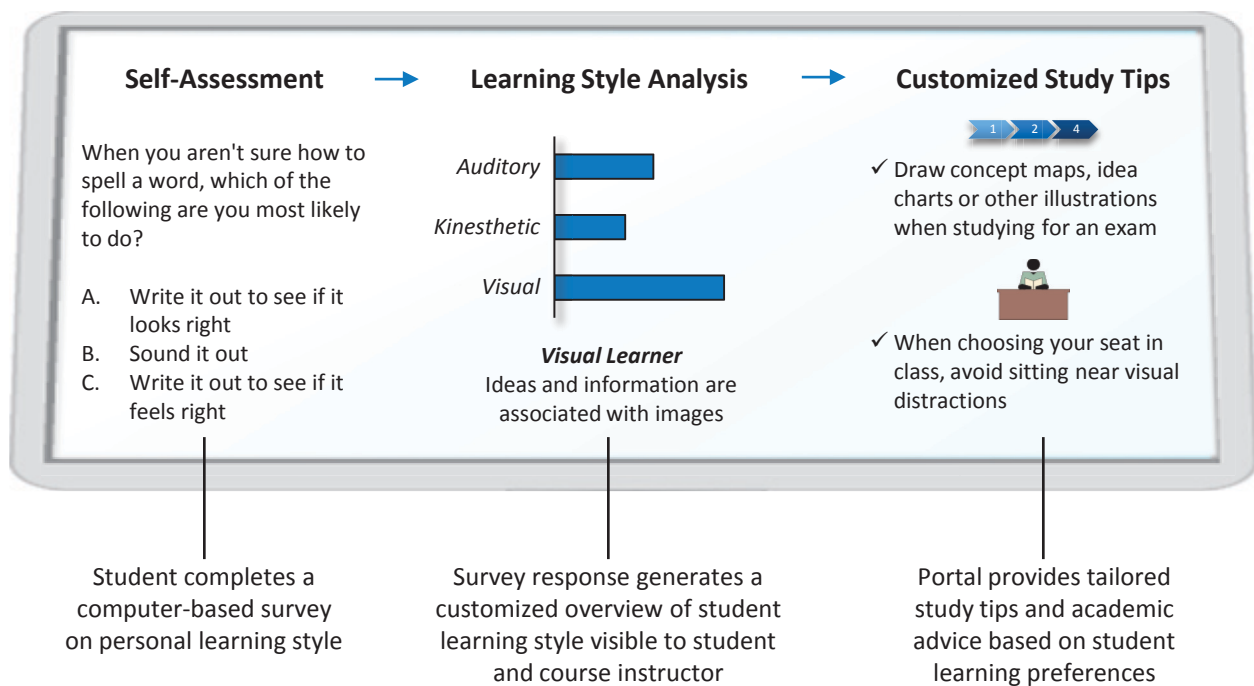 Self-Assessment
Learning Style Analysis
Customized Study Tips
When you aren't sure how to
spell a word, which of the
following are you most likely
to do?
A. Write it out to see if it
looks right
B. Sound it out
C. Write it out to see if it
feels right
Auditory
Kinesthetic
Visual
Visual Learner
Ideas and information are
associated with images
1 2 4
✓ Draw concept maps, idea
charts or other illustrations
when studying for an exam
✓ When choosing your seat in
class, avoid sitting near visual
distractions
Student completes a
computer-based survey
on personal learning style
Survey response generates a
customized overview of student
learning style visible to student
and course instructor
Portal provides tailored
study tips and academic
advice based on student
learning preferences